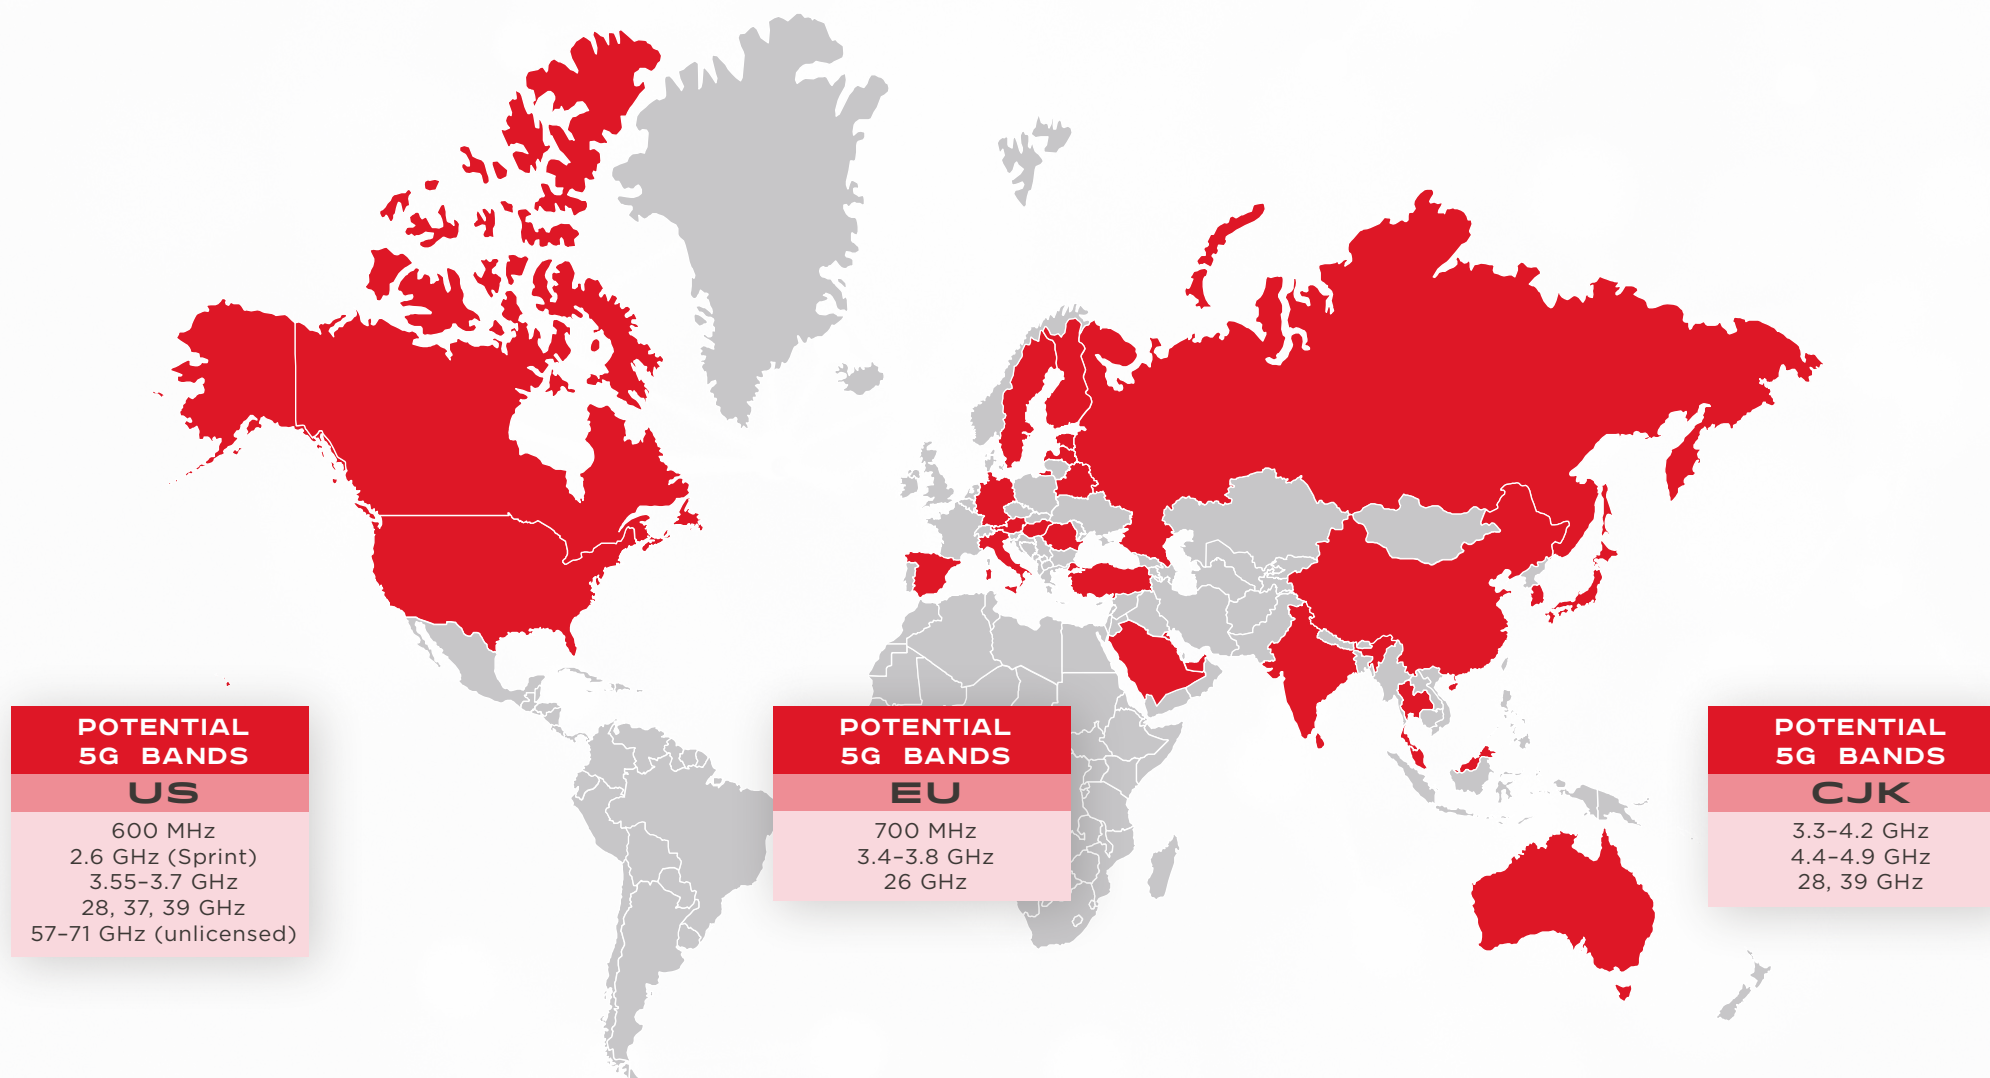 POTENTIAL
5G BANDS
US
600 MHz
2.6 GHz (Sprint)
3.55–3.7 GHz
28, 37, 39 GHz
57–71 GHz (unlicensed)
POTENTIAL
5G BANDS
EU
700 MHz
3.4–3.8 GHz
26 GHz
POTENTIAL
5G BANDS
CJK
3.3–4.2 GHz
4.4–4.9 GHz
28, 39 GHz